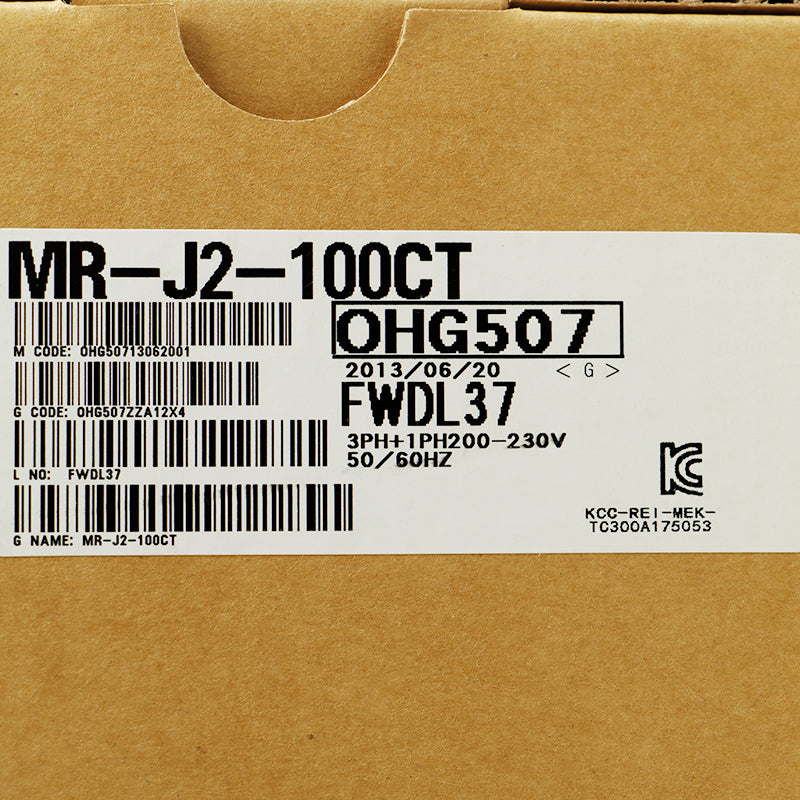 MR-J2-100CT
M CODE: OHG50713062001
OHG507
2013/06/20 <G>
G CODE: OHG507ZZA12X4
FWDL37
3PH+1PH200-230V
50/60HZ
L NO: FWDL37
G NAME: MR-J2-100CT
KCC-REI-MEK-
TC300A175053